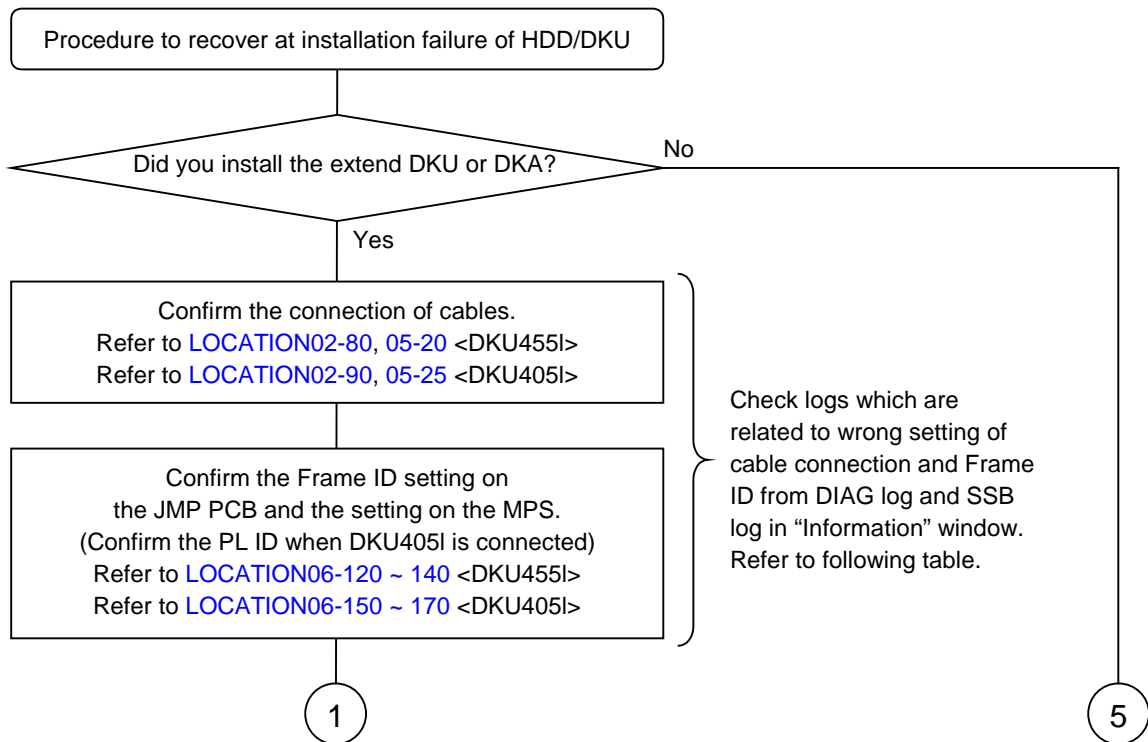 Procedure to recover at installation failure of HDD/DKU
Did you install the extend DKU or DKA?
No
Yes
Confirm the connection of cables.
Refer to LOCATION02-80, 05-20 <DKU455I>
Refer to LOCATION02-90, 05-25 <DKU405I>
Confirm the Frame ID setting on
the JMP PCB and the setting on the MPS.
(Confirm the PL ID when DKU405I is connected)
Refer to LOCATION06-120 ~ 140 <DKU455I>
Refer to LOCATION06-150 ~ 170 <DKU405I>
Check logs which are
related to wrong setting of
cable connection and Frame
ID from DIAG log and SSB
log in “Information” window.
Refer to following table.
1
5